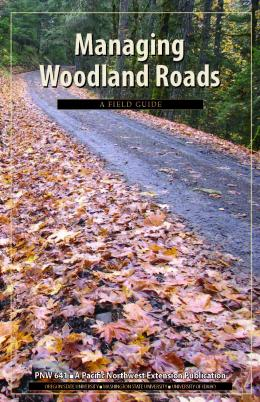 Managing
Woodland Roads
A FIELD GUIDE
PNW 641 ■ A Pacific Northwest Extension Publication
OREGON STATE UNIVERSITY ■ WASHINGTON STATE UNIVERSITY ■ UNIVERSITY OF IDAHO